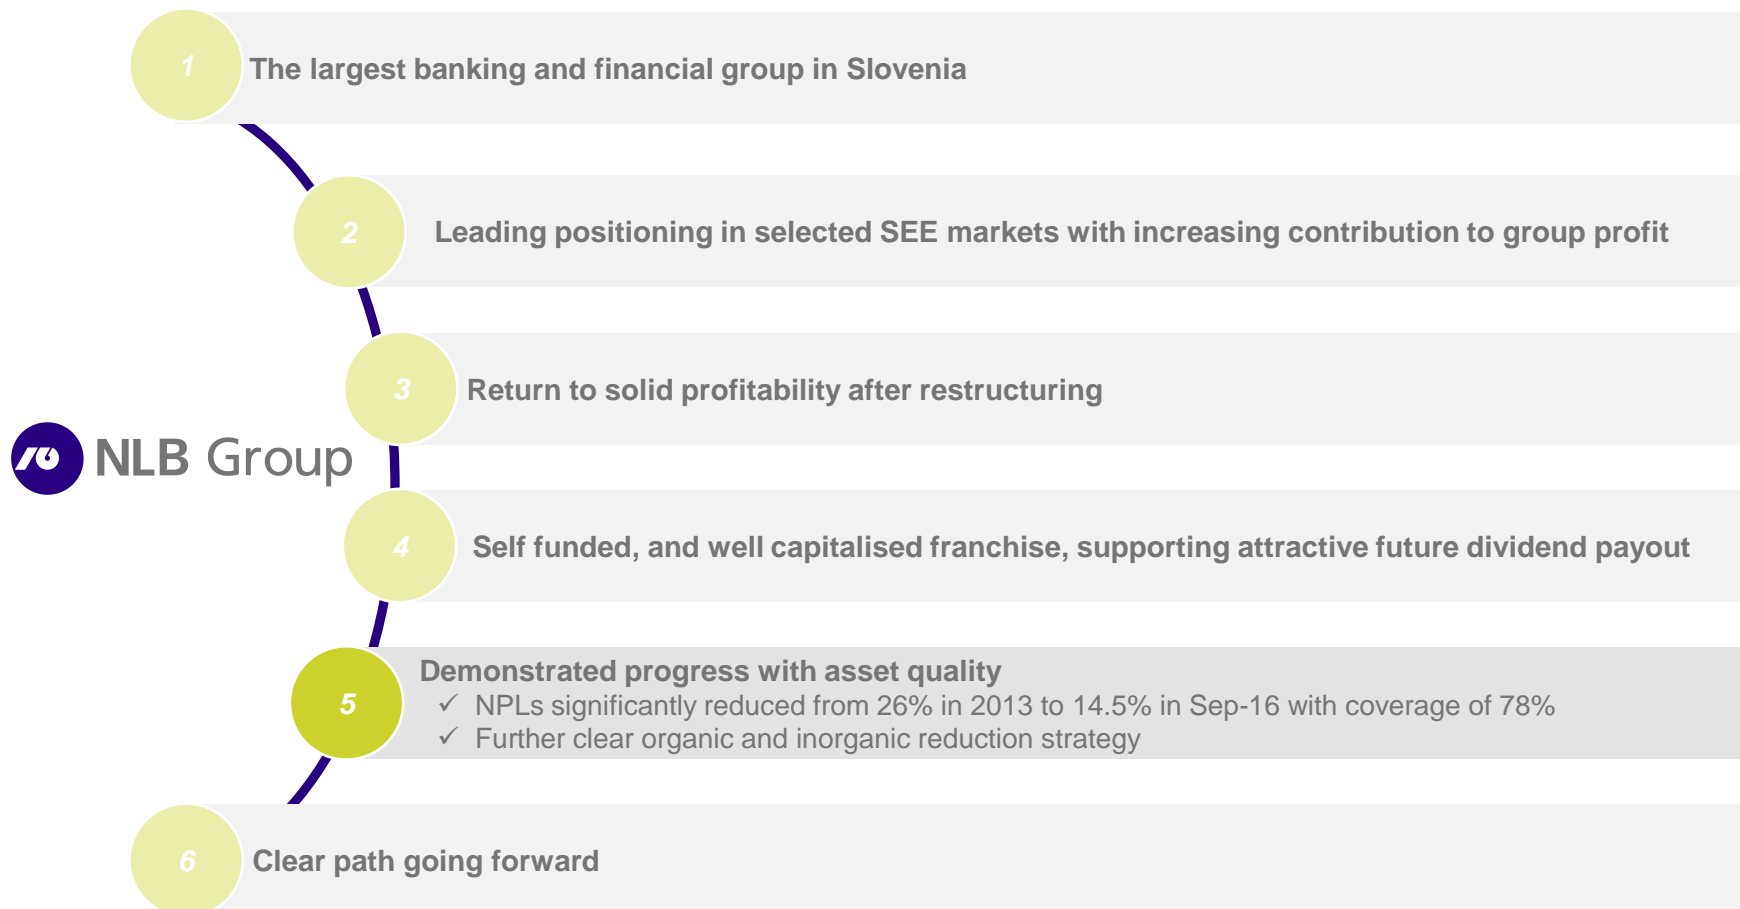 1
The largest banking and financial group in Slovenia
2
Leading positioning in selected SEE markets with increasing contribution to group profit
3
Return to solid profitability after restructuring
NLB Group
4
Self funded, and well capitalised franchise, supporting attractive future dividend payout
5
Demonstrated progress with asset quality
✓ NPLs significantly reduced from 26% in 2013 to 14.5% in Sep-16 with coverage of 78%
✓ Further clear organic and inorganic reduction strategy
6
Clear path going forward